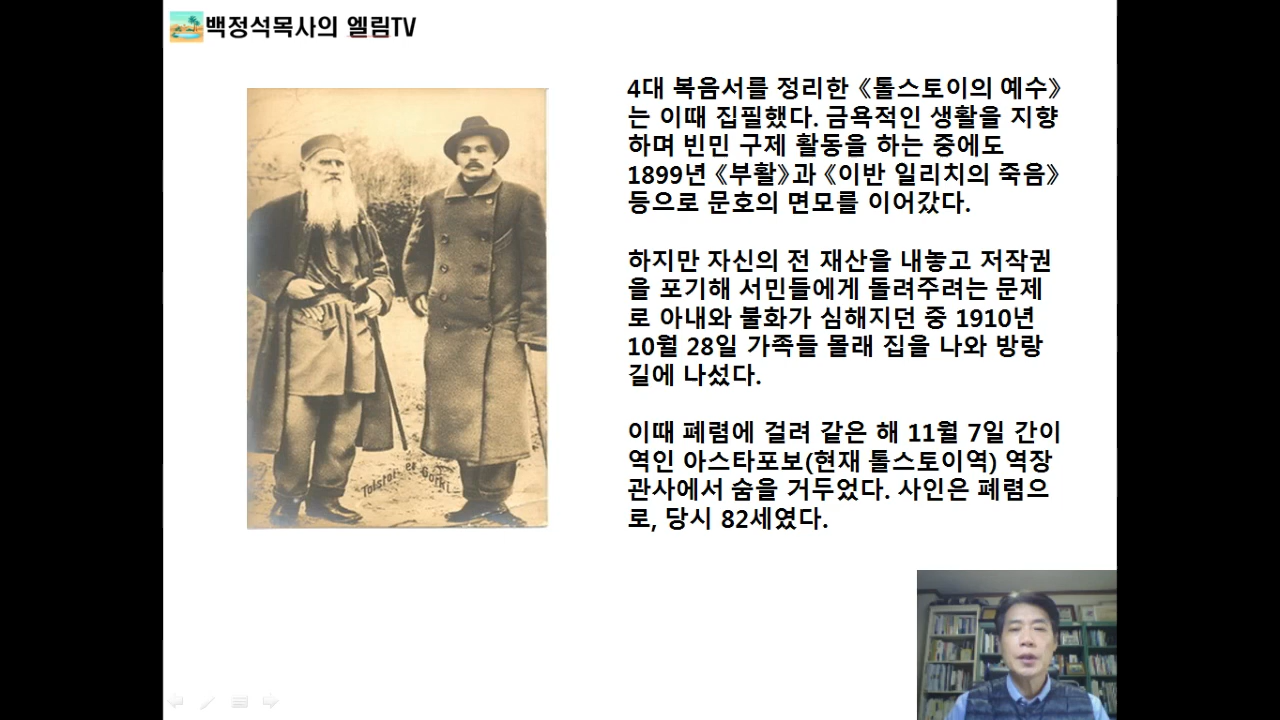 백정석목사의 엘림TV
4대 복음서를 정리한 《톨스토이의 예수》
는 이때 집필했다. 금욕적인 생활을 지향
하며 빈민 구제 활동을 하는 중에도
1899년 《부활》과 《이반 일리치의 죽음》
등으로 문호의 면모를 이어갔다.
하지만 자신의 전 재산을 내놓고 저작권
을 포기해 서민들에게 돌려주려는 문제
로 아내와 불화가 심해지던 중 1910년
10월 28일 가족들 몰래 집을 나와 방랑
길에 나섰다.
이때 폐렴에 걸려 같은 해 11월 7일 간이
역인 아스타포보(현재 톨스토이역) 역장
관사에서 숨을 거두었다. 사인은 폐렴으
로, 당시 82세였다.
Tolstoï et Gorki